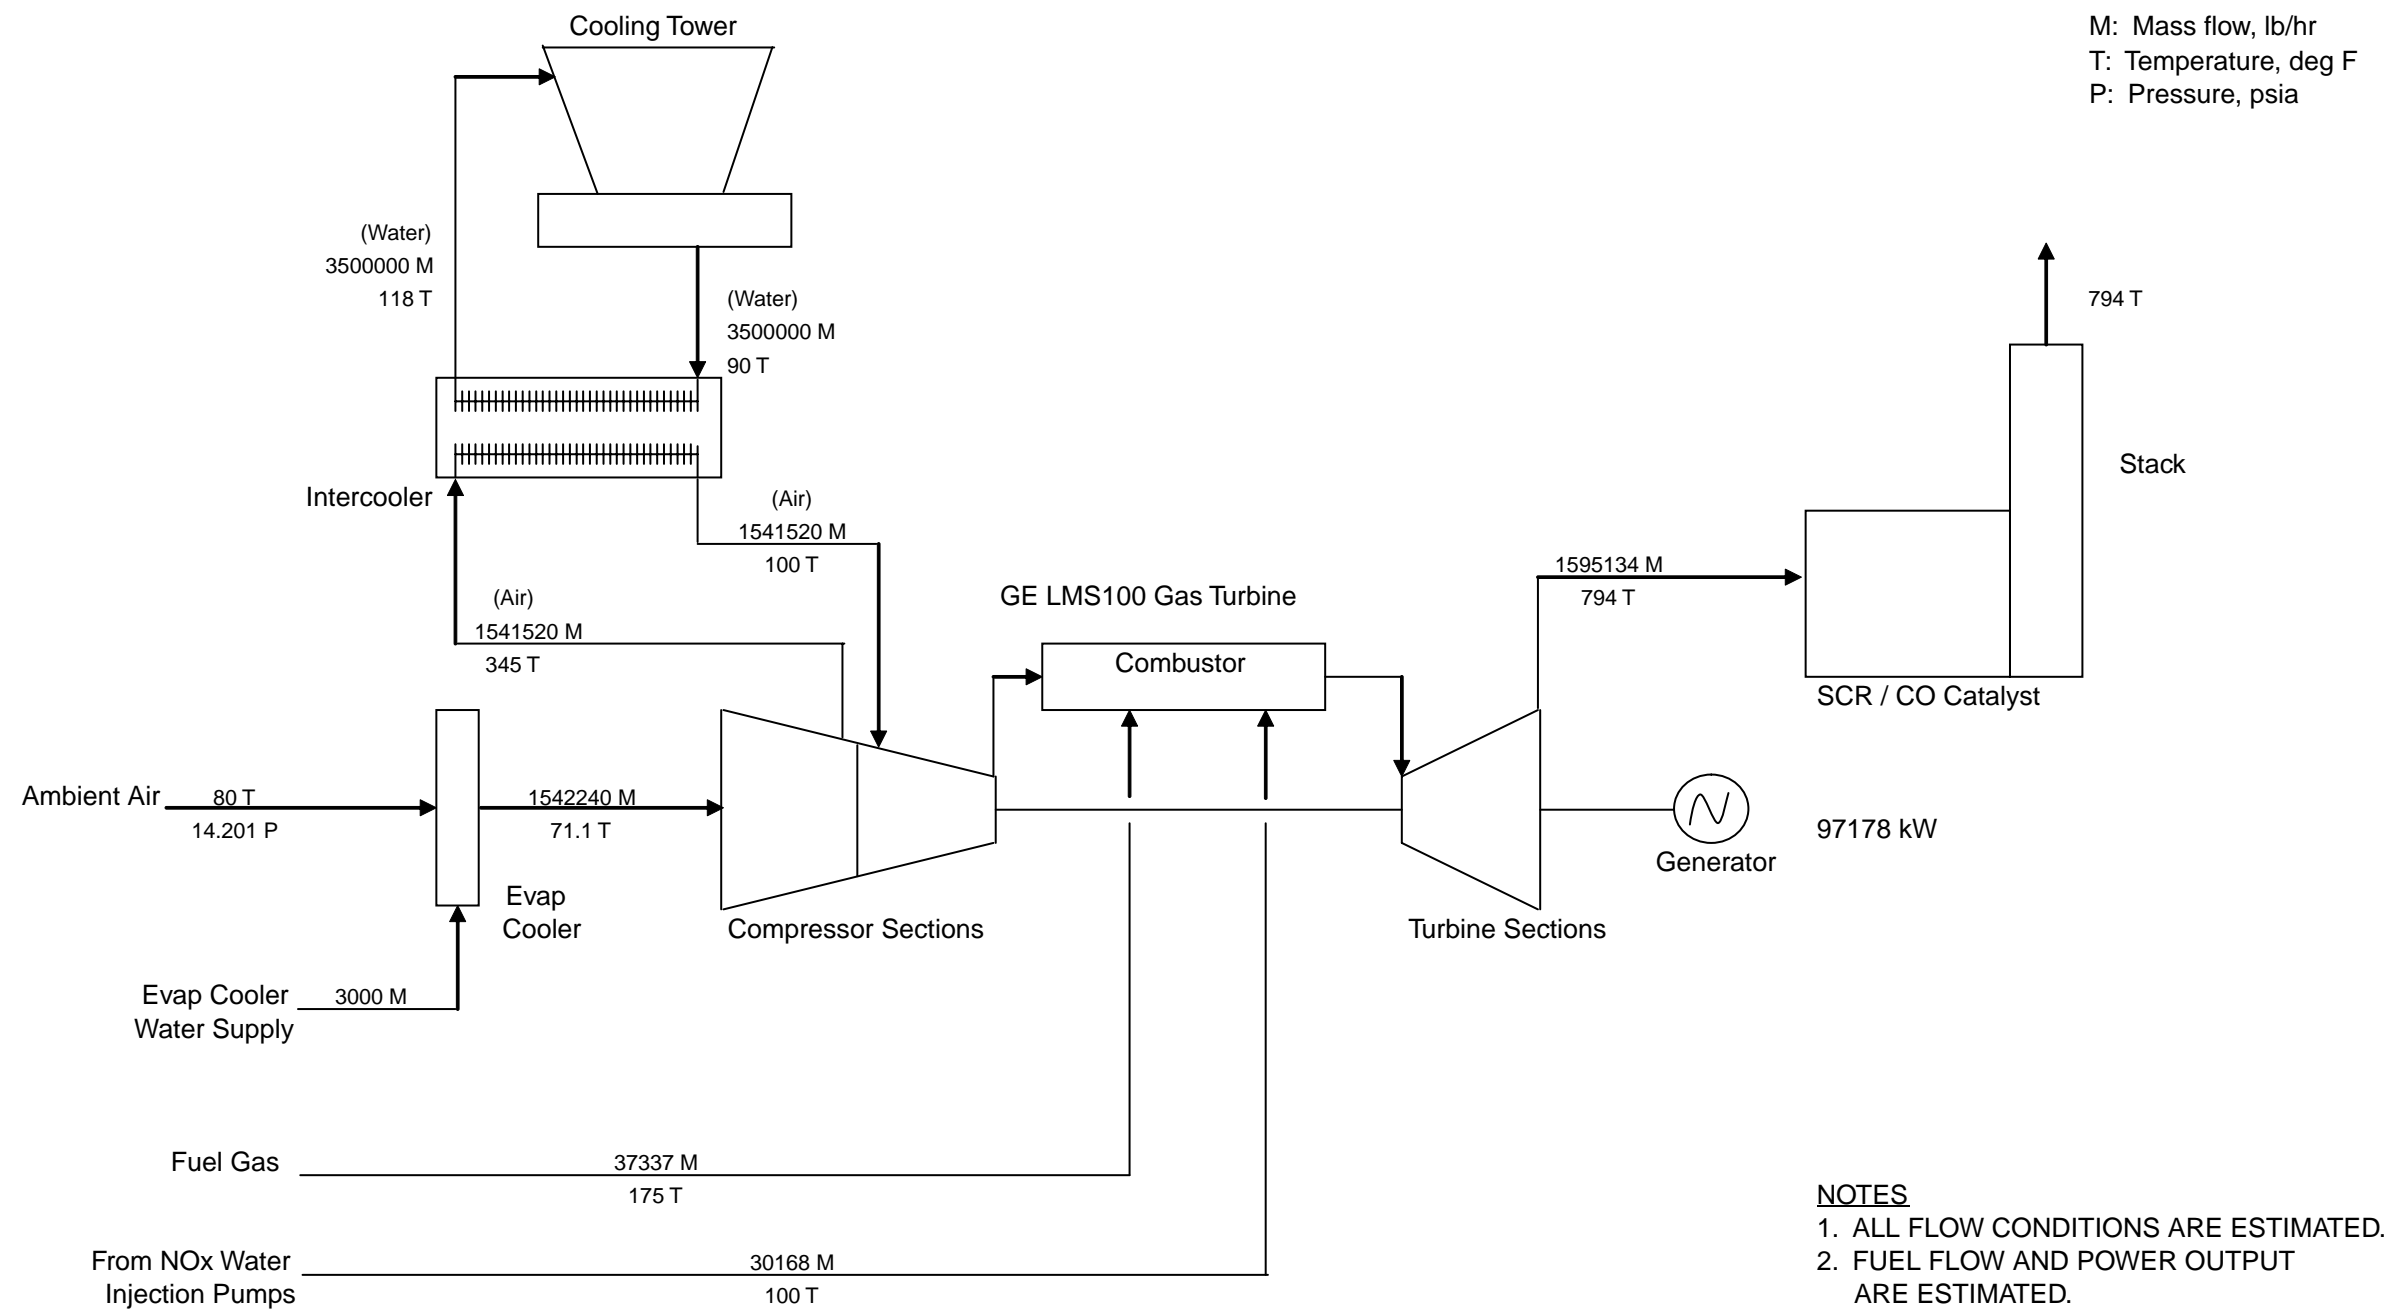 Cooling Tower
M: Mass flow, lb/hr
T: Temperature, deg F
P: Pressure, psia
(Water)
3500000 M
118 T
(Water)
3500000 M
90 T
794 T
Stack
Intercooler
(Air)
1541520 M
100 T
(Air)
1541520 M
345 T
GE LMS100 Gas Turbine
Combustor
1595134 M
794 T
SCR / CO Catalyst
Ambient Air
80 T
14.201 P
1542240 M
71.1 T
97178 kW
Generator
Evap
Cooler
Compressor Sections
Turbine Sections
Evap Cooler
Water Supply
3000 M
Fuel Gas
37337 M
175 T
From NOx Water
Injection Pumps
30168 M
100 T
NOTES
1. ALL FLOW CONDITIONS ARE ESTIMATED.
2. FUEL FLOW AND POWER OUTPUT
ARE ESTIMATED.